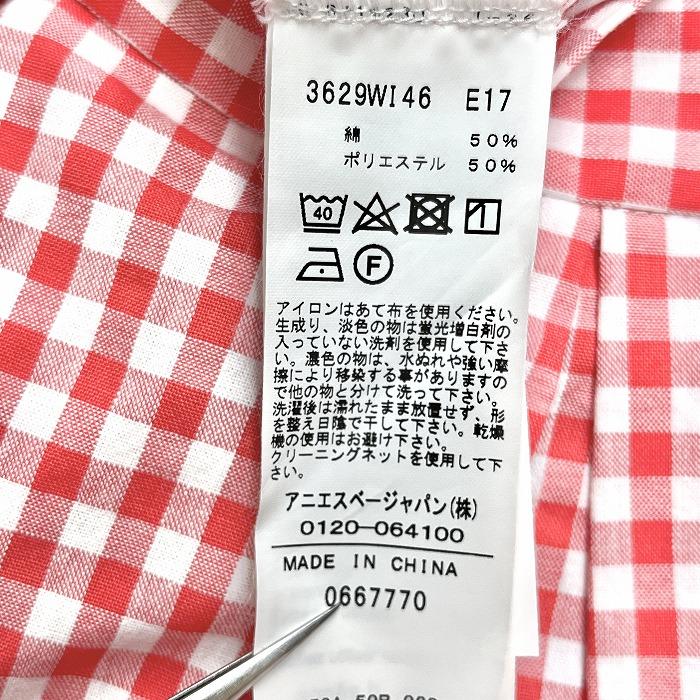 3629WI46 E17
綿 50%
ポリエステル 50%
40
F
アイロンはあて布を使用ください。
生成り、淡色の物は蛍光増白剤の
入っていない洗剤を使用して下さ
い。濃色の物は、水ぬれや強い摩
擦により移染する事がありますの
で他の物と分けて洗って下さい。
洗濯後は濡れたまま放置せず、形
を整え日陰で干して下さい。乾燥
機の使用はお避け下さい。
クリーニングネットを使用して下
さい。
アニエスベージャパン(株)
0120-064100
MADE IN CHINA
0667770